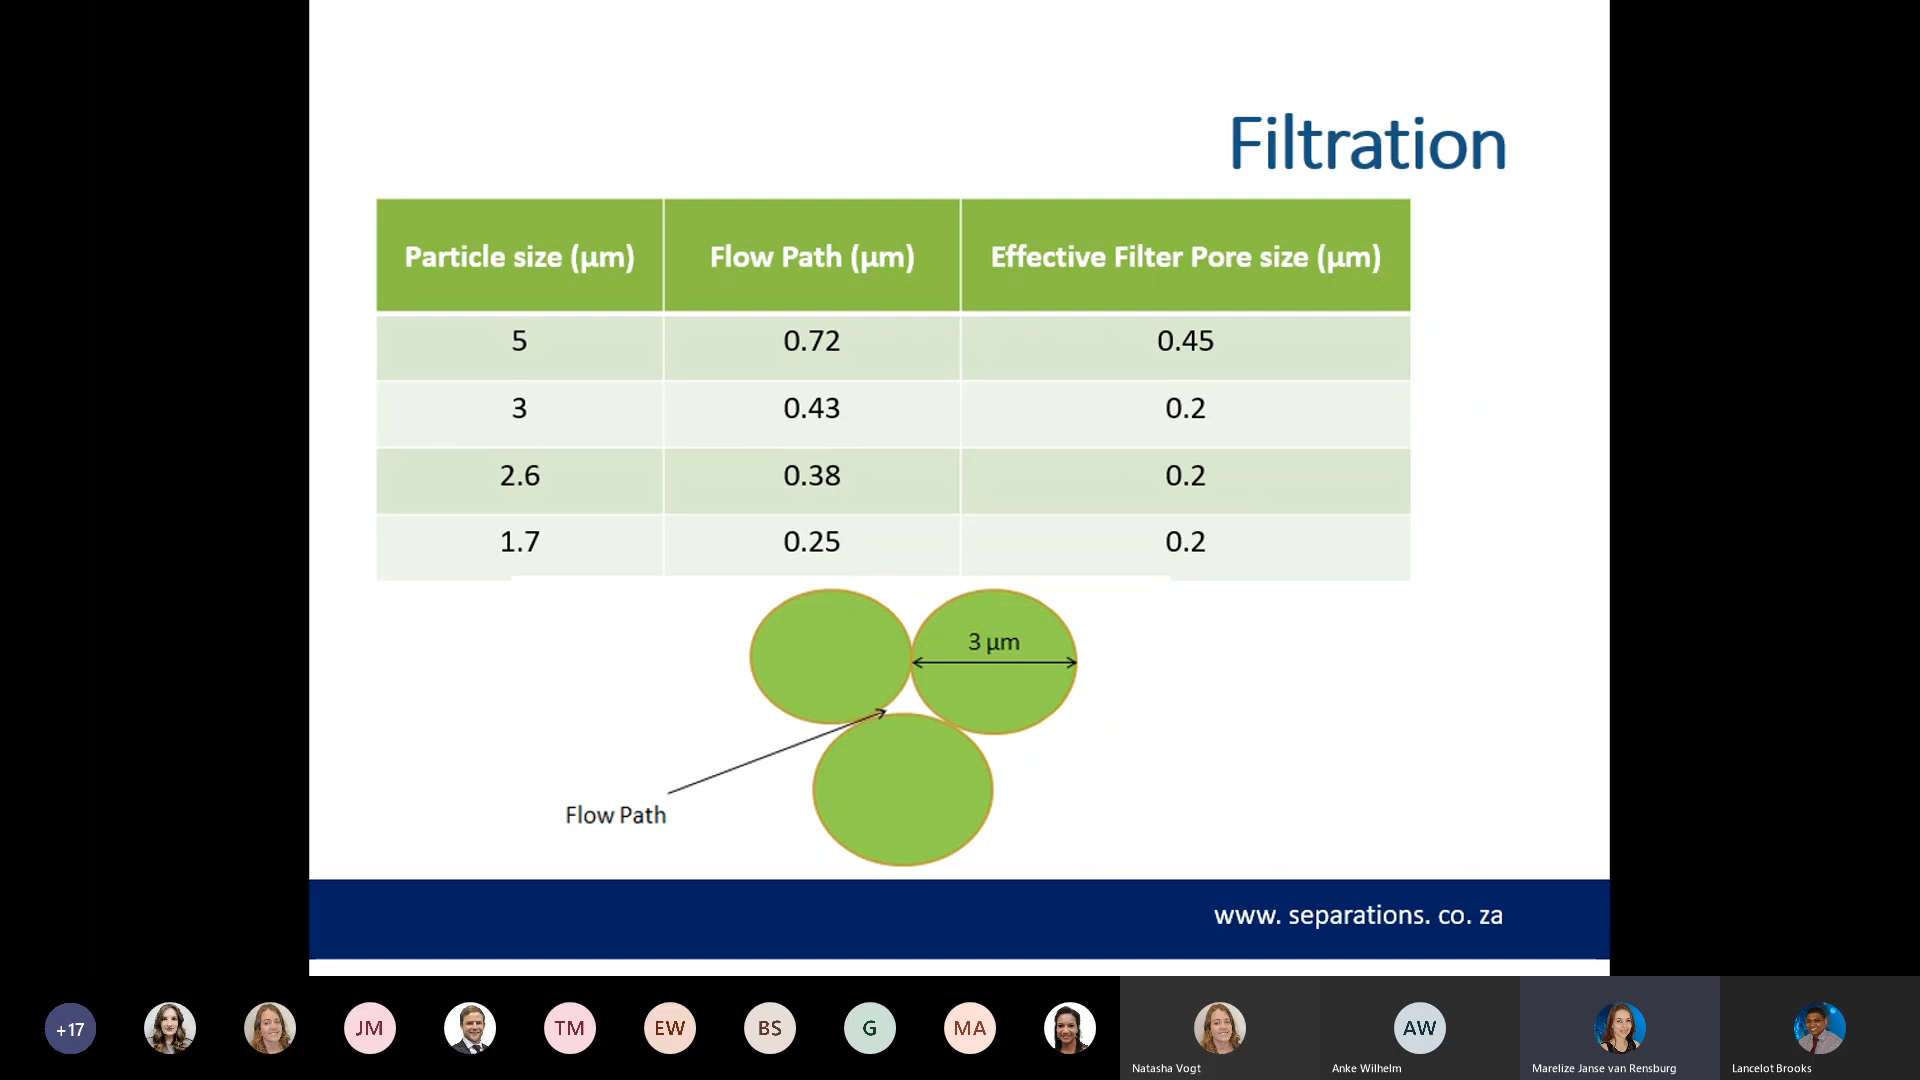 Filtration
Particle size (µm) Flow Path (µm) Effective Filter Pore size (µm)
5 0.72 0.45
3 0.43 0.2
2.6 0.38 0.2
1.7 0.25 0.2
3 µm
Flow Path
www. separations. co. za
+17 JM TM EW BS G MA AW
Natasha Vogt Anke Wilhelm Marelize Janse van Rensburg Lancelot Brooks